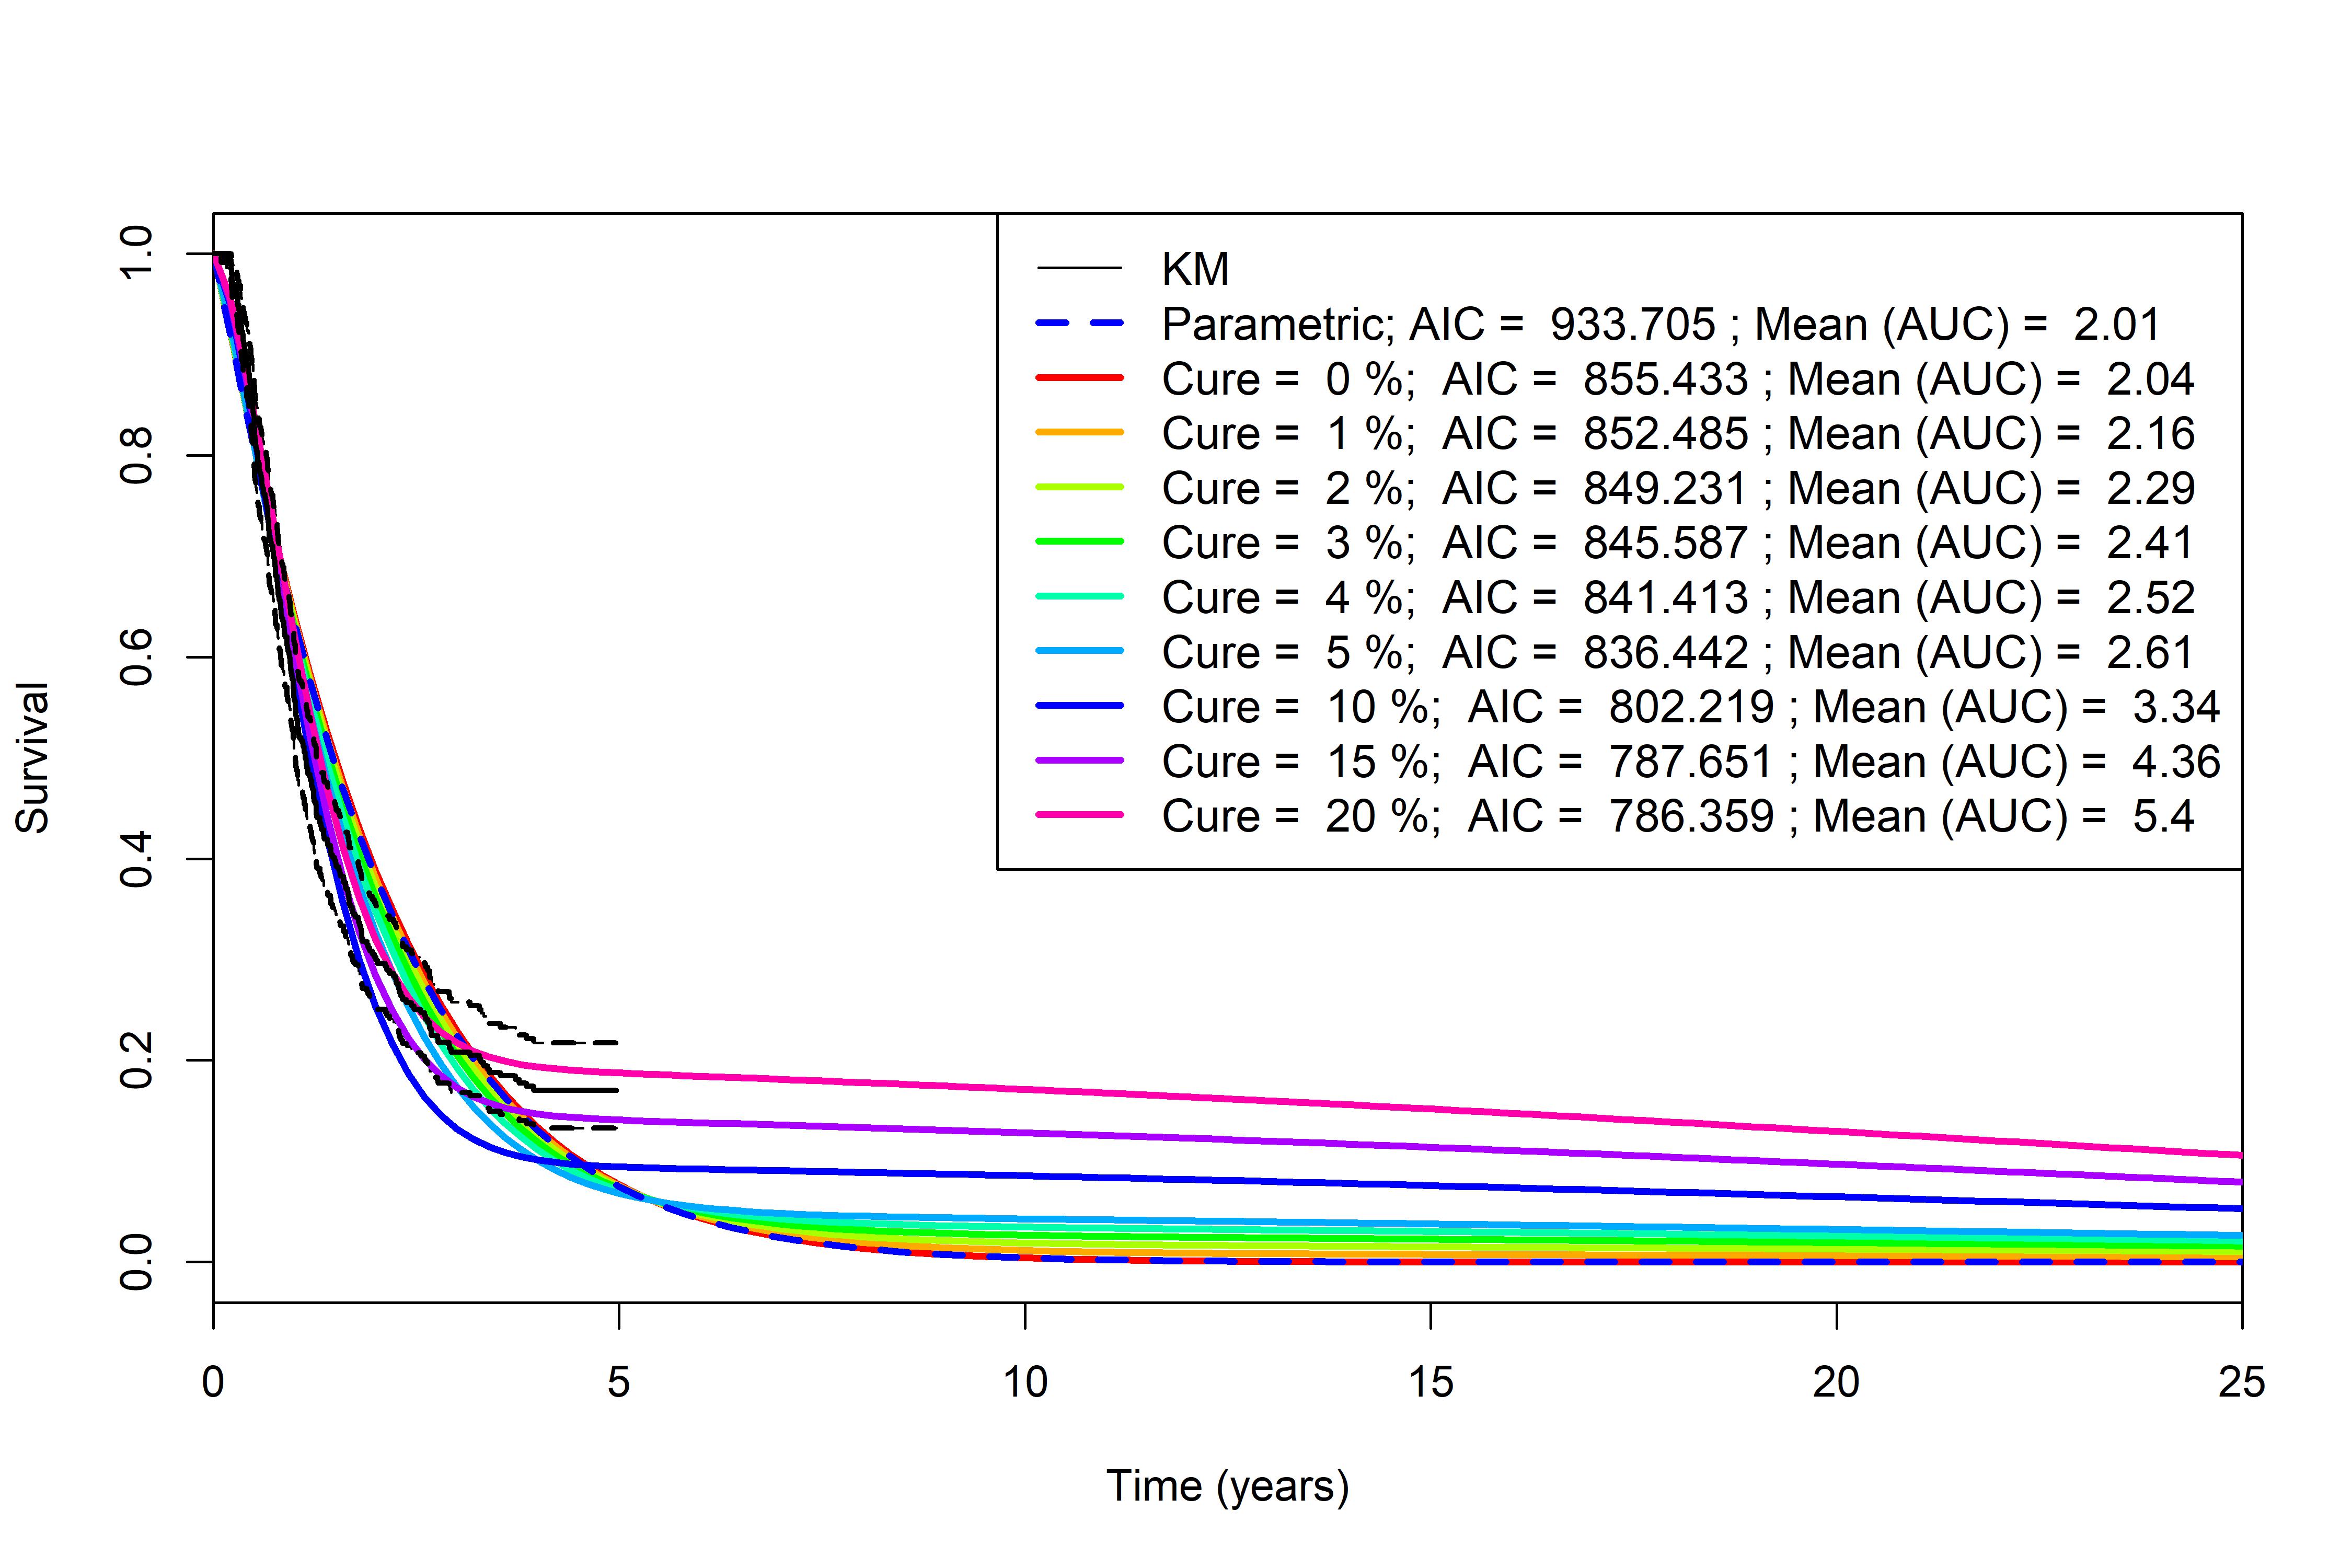 KM
Parametric; AIC =  933.705 ; Mean (AUC) =  2.01
Cure =  0 %;  AIC =  855.433 ; Mean (AUC) =  2.04
Cure =  1 %;  AIC =  852.485 ; Mean (AUC) =  2.16
Cure =  2 %;  AIC =  849.231 ; Mean (AUC) =  2.29
Cure =  3 %;  AIC =  845.587 ; Mean (AUC) =  2.41
Cure =  4 %;  AIC =  841.413 ; Mean (AUC) =  2.52
Cure =  5 %;  AIC =  836.442 ; Mean (AUC) =  2.61
Cure =  10 %;  AIC =  802.219 ; Mean (AUC) =  3.34
Cure =  15 %;  AIC =  787.651 ; Mean (AUC) =  4.36
Cure =  20 %;  AIC =  786.359 ; Mean (AUC) =  5.4
Survival
1.0
0.8
0.6
0.4
0.2
0.0
0 5 10 15 20 25
Time (years)